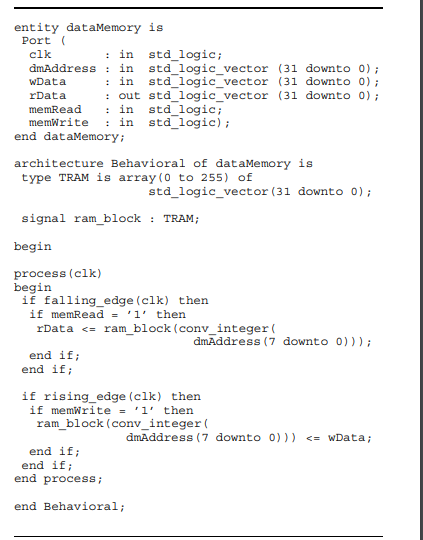 entity dataMemory is
 Port (
  clk       : in  std_logic;
  dmAddress : in  std_logic_vector (31 downto 0);
  wData     : in  std_logic_vector (31 downto 0);
  rData     : out std_logic_vector (31 downto 0);
  memRead   : in  std_logic;
  memWrite  : in  std_logic);
end dataMemory;

architecture Behavioral of dataMemory is
 type TRAM is array(0 to 255) of
                  std_logic_vector(31 downto 0);

 signal ram_block : TRAM;

begin

process(clk)
begin
 if falling_edge(clk) then
  if memRead = '1' then
   rData <= ram_block(conv_integer(
                        dmAddress(7 downto 0)));
  end if;
 end if;

 if rising_edge(clk) then
  if memWrite = '1' then
   ram_block(conv_integer(
               dmAddress(7 downto 0))) <= wData;
  end if;
 end if;
end process;

end Behavioral;